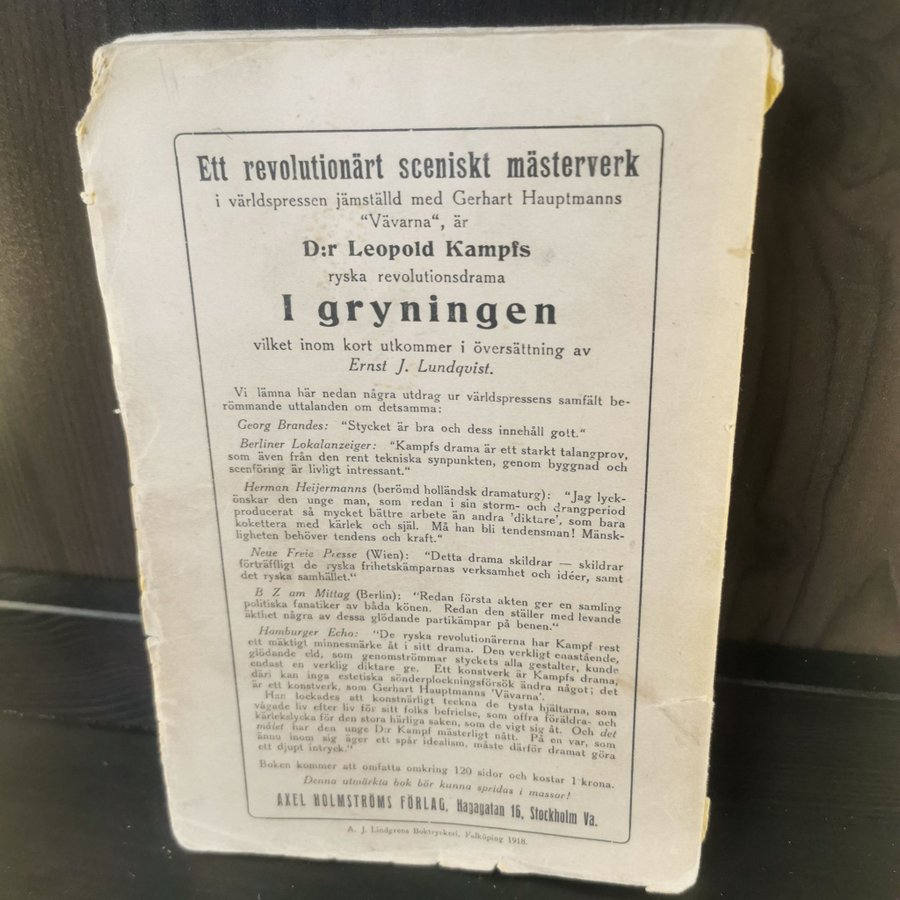 Ett revolutionärt sceniskt mästerverk
i världspressen jämställd med Gerhart Hauptmanns
"Vävarna", är
D:r Leopold Kampfs
ryska revolutionsdrama
I gryningen
vilket inom kort utkommer i översättning av
Ernst J. Lundqvist.
Vi lämna här nedan några utdrag ur världspressens samfält be-
römmande uttalanden om detsamma:
Georg Brandes: "Stycket är bra och dess innehåll gott."
Berliner Lokalanzeiger: "Kampfs drama är ett starkt talangprov,
som även från den rent tekniska synpunkten, genom byggnad och
scenföring är livligt intressant."
Herman Heijermanns (berömd holländsk dramaturg): "Jag lyck-
önskar den unge man, som redan i sin storm- och drangperiod
producerat så mycket bättre arbete än andra 'diktare', som bara
kokettera med kärlek och själ. Må han bli tendensman! Mänsk-
ligheten behöver tendens och kraft."
Neue Freie Presse (Wien): "Detta drama skildrar — skildrar
förträffligt de ryska frihetskämparnas verksamhet och idéer, samt
det ryska samhället."
B Z am Mittag (Berlin): "Redan första akten ger en samling
politiska fanatiker av båda könen. Redan den ställer med levande
äkthet några av dessa glödande partikämpar på benen."
Hamburger Echo: "De ryska revolutionärerna har Kampf rest
ett mäktigt minnesmärke åt i sitt drama. Den verkligt enastående,
glödande eld, som genomströmmar styckets alla gestalter, kunde
endast en verklig diktare ge. Ett konstverk är Kampfs drama,
däri kan inga estetiska sönderplockningsförsök ändra något; det
är ett konstverk, som Gerhart Hauptmanns 'Vävarna'.
Han lockades att konstnärligt teckna de tysta hjältarna, som
vågade liv efter liv för sitt folks befrielse, som offra föräldra- och
kärlekslycka för den stora härliga saken, som de vigt sig åt. Och det
målet har den unge D:r Kampf mästerligt nått. På en var, som
ännu inom sig äger ett spår idealism, måste därför dramat göra
ett djupt intryck."
Boken kommer att omfatta omkring 120 sidor och kostar 1 krona.
Denna utmärkta bok bör kunna spridas i massor!
AXEL HOLMSTRÖMS FÖRLAG, Hagagatan 16, Stockholm Va.
A. J. Lindgrens Boktryckeri, Falköping 1918.